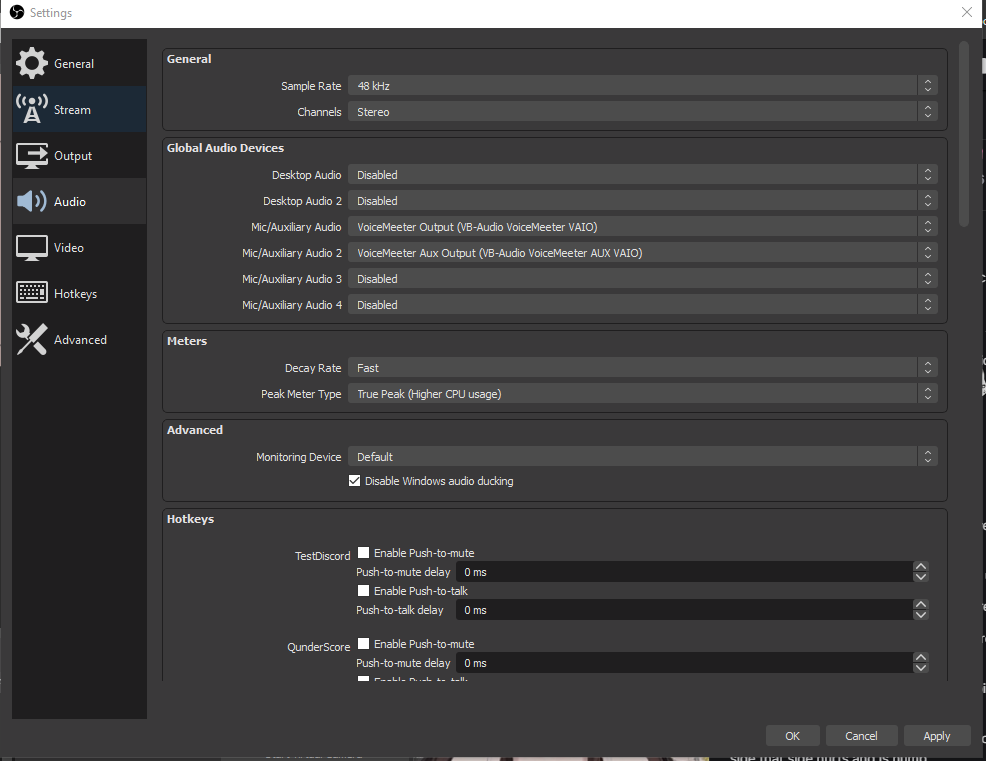 Settings
General
Stream
Output
Audio
Video
Hotkeys
Advanced
General
Sample Rate 48 kHz
Channels Stereo
Global Audio Devices
Desktop Audio Disabled
Desktop Audio 2 Disabled
Mic/Auxiliary Audio VoiceMeeter Output (VB-Audio VoiceMeeter VAIO)
Mic/Auxiliary Audio 2 VoiceMeeter Aux Output (VB-Audio VoiceMeeter AUX VAIO)
Mic/Auxiliary Audio 3 Disabled
Mic/Auxiliary Audio 4 Disabled
Meters
Decay Rate Fast
Peak Meter Type True Peak (Higher CPU usage)
Advanced
Monitoring Device Default
Disable Windows audio ducking
Hotkeys
TestDiscord Enable Push-to-mute
Push-to-mute delay 0 ms
Enable Push-to-talk
Push-to-talk delay 0 ms
QunderScore Enable Push-to-mute
Push-to-mute delay 0 ms
Enable Push-to-talk
OK Cancel Apply